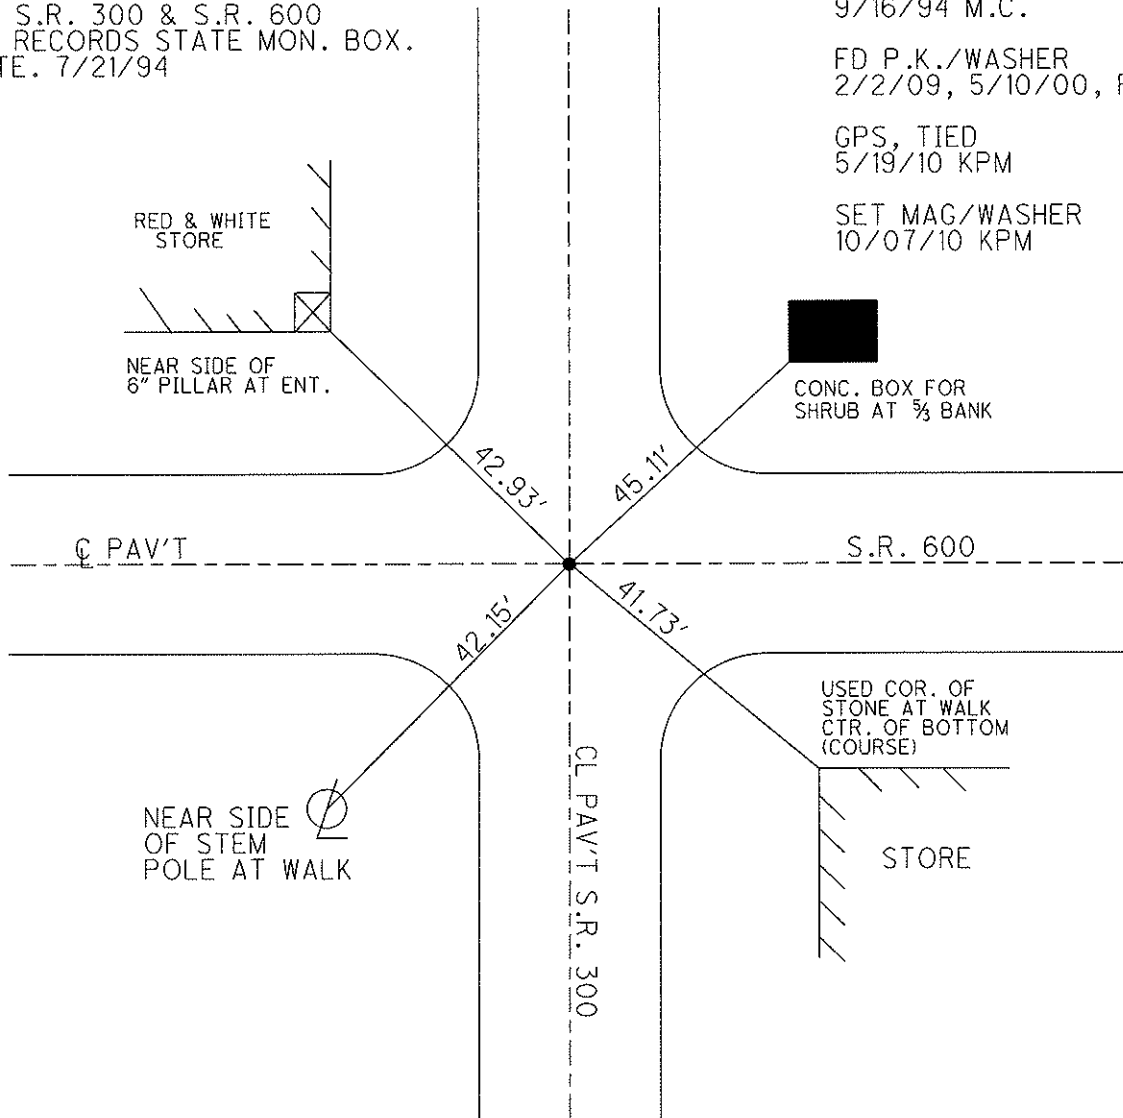 S.R. 300 & S.R. 600
RECORDS STATE MON. BOX.
TE. 7/21/94
9/16/94 M.C.
FD P.K./WASHER
2/2/09, 5/10/00,
GPS, TIED
5/19/10 KPM
SET MAG/WASHER
10/07/10 KPM
RED & WHITE
STORE
NEAR SIDE OF
6" PILLAR AT ENT.
CONC. BOX FOR
SHRUB AT 5/3 BANK
42.93'
45.11'
℄ PAV'T
S.R. 600
42.15'
41.73'
USED COR. OF
STONE AT WALK
CTR. OF BOTTOM
(COURSE)
CL PAV'T S.R. 300
NEAR SIDE
OF STEM
POLE AT WALK
STORE